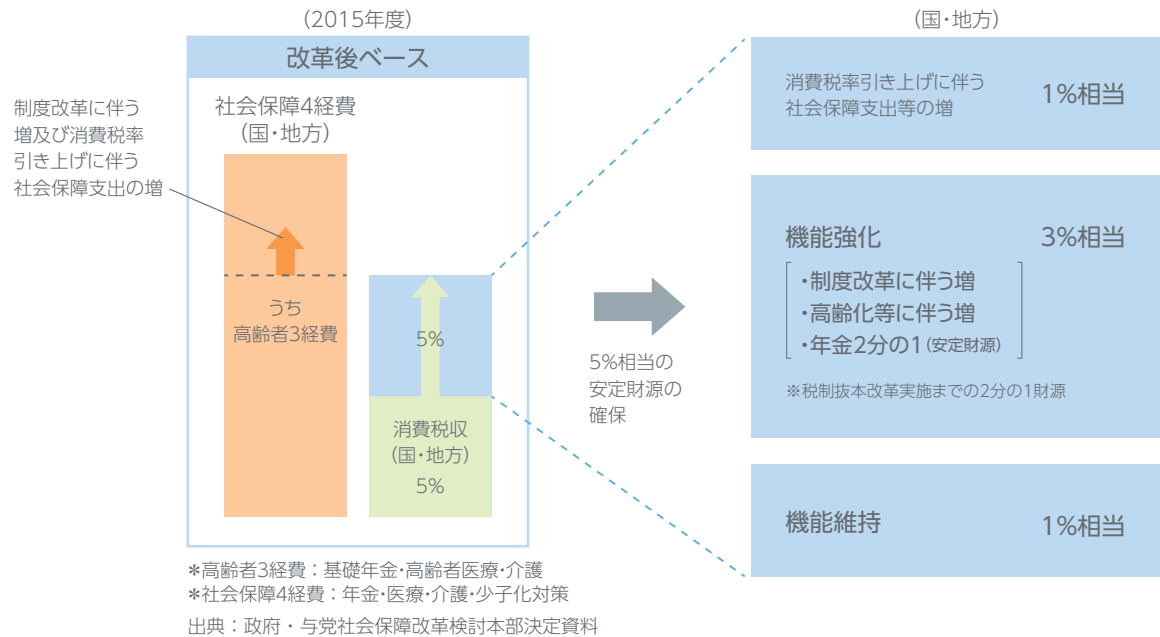 (2015年度)
改革後ベース
社会保障4経費
(国・地方)
制度改革に伴う
増及び消費税率
引き上げに伴う
社会保障支出の増
うち
高齢者3経費
5%
消費税収
(国・地方)
5%
*高齢者3経費：基礎年金・高齢者医療・介護
*社会保障4経費：年金・医療・介護・少子化対策
出典：政府・与党社会保障改革検討本部決定資料
5%相当の
安定財源の
確保
(国・地方)
消費税率引き上げに伴う
社会保障支出等の増
1%相当
機能強化 3%相当
・制度改革に伴う増
・高齢化等に伴う増
・年金2分の1(安定財源)
※税制抜本改革実施までの2分の1財源
機能維持 1%相当